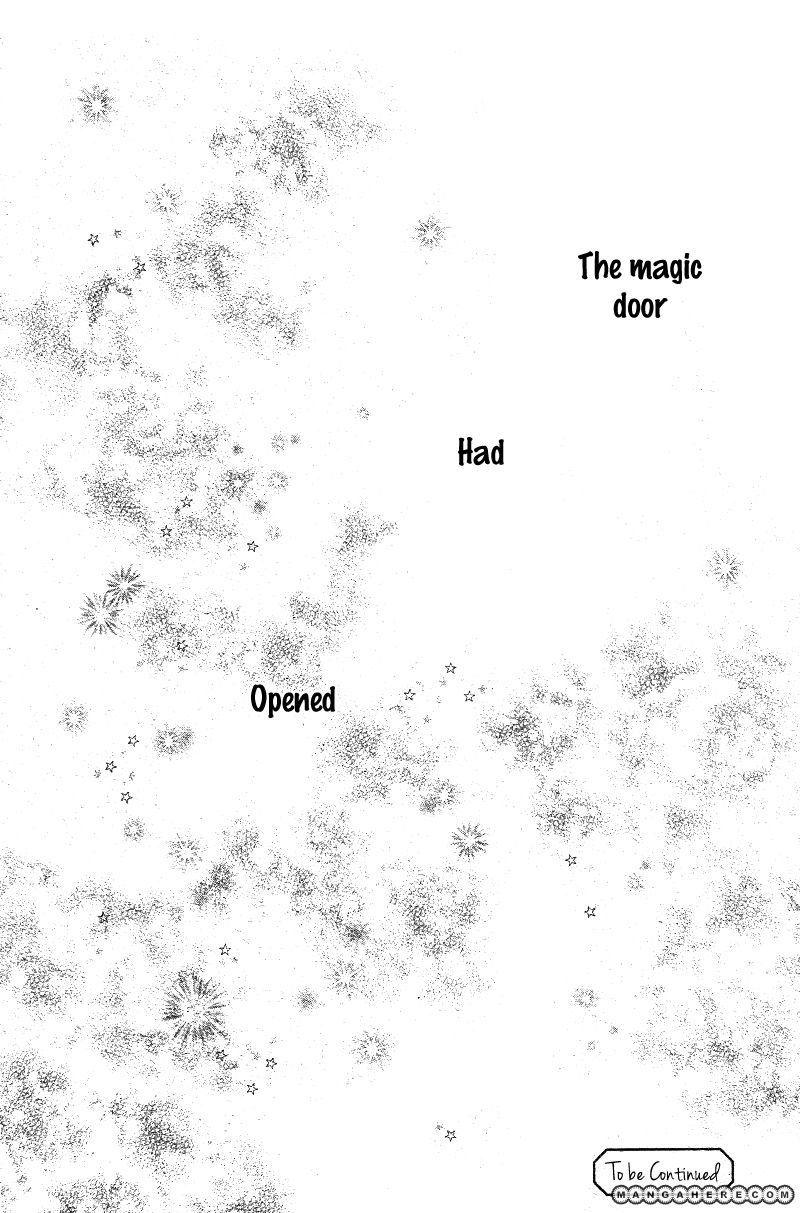 The magic
door
Had
Opened
To be Continued
MANGAHERE.COM